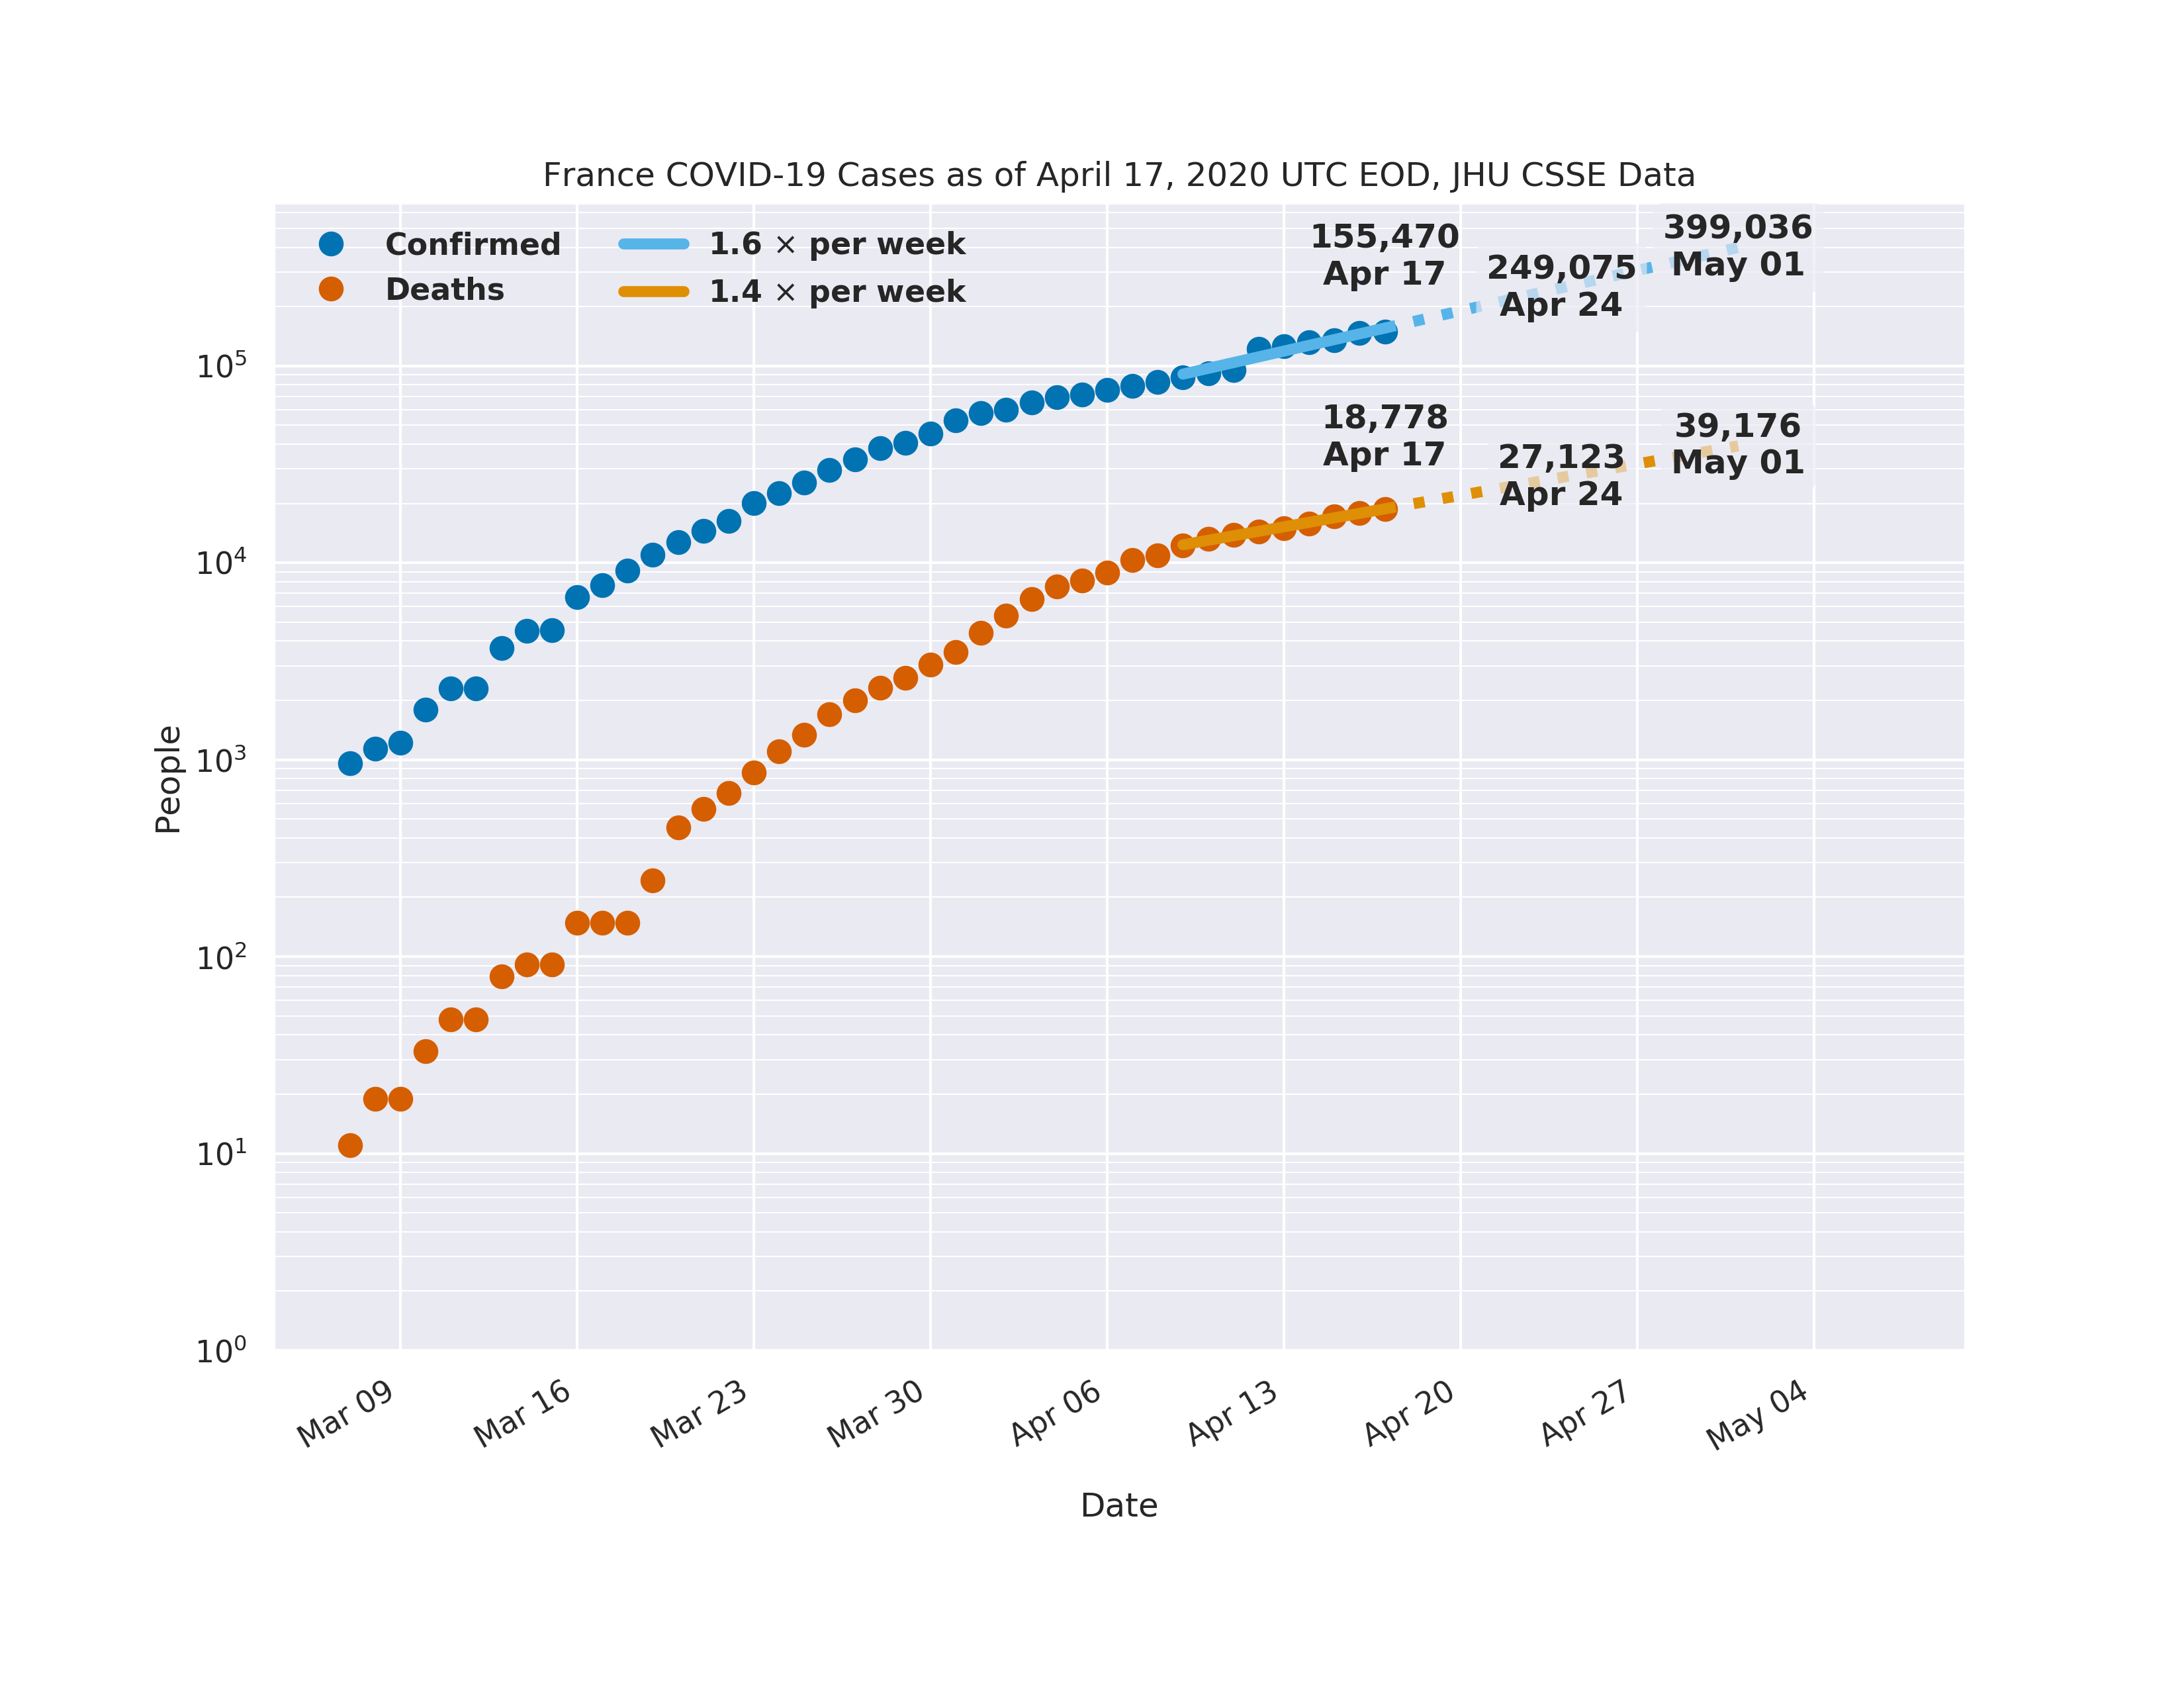 France COVID-19 Cases as of April 17, 2020 UTC EOD, JHU CSSE Data
Confirmed
Deaths
1.6 × per week
1.4 × per week
155,470
Apr 17
249,075
Apr 24
399,036
May 01
18,778
Apr 17
27,123
Apr 24
39,176
May 01
People
10⁵
10⁴
10³
10²
10¹
10⁰
Mar 09
Mar 16
Mar 23
Mar 30
Apr 06
Apr 13
Apr 20
Apr 27
May 04
Date